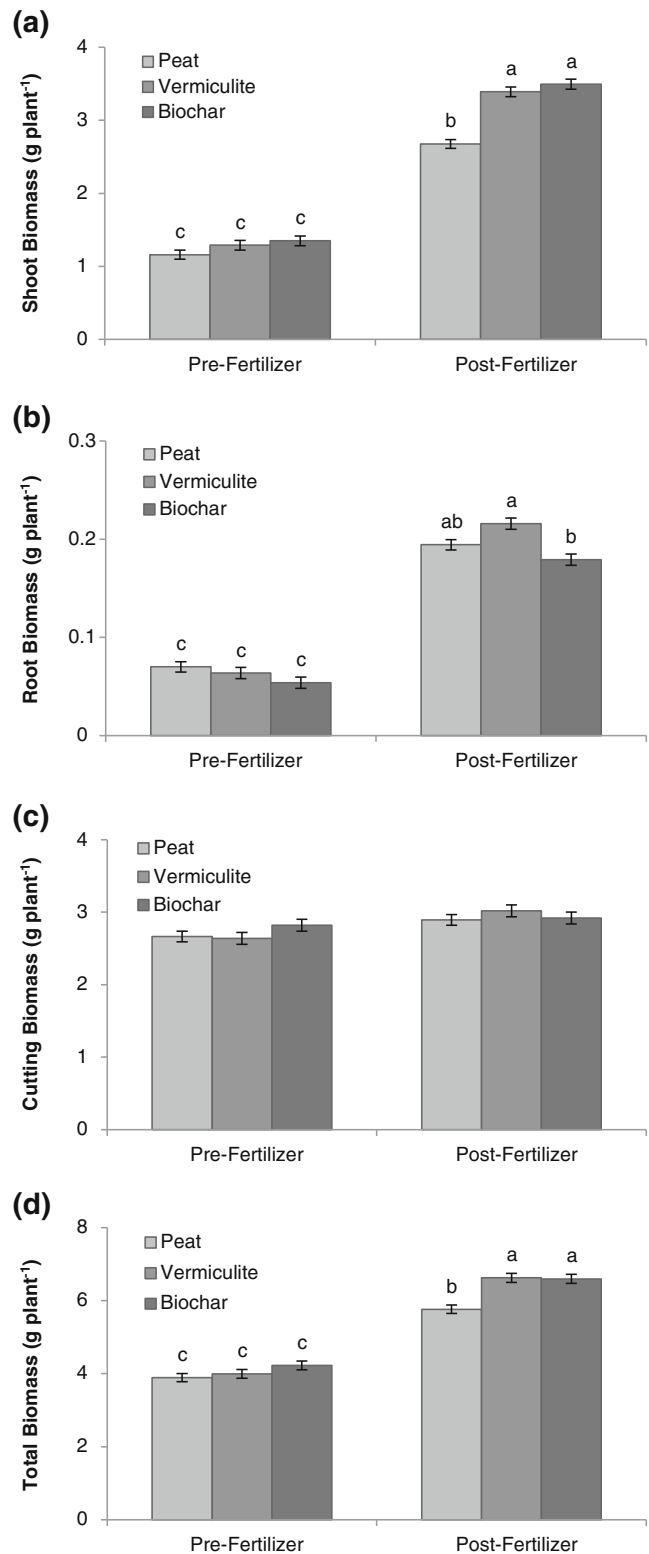 (a)
4
3
2
1
0
Shoot Biomass (g plant⁻¹)
Peat
Vermiculite
Biochar
c c c
b a a
Pre-Fertilizer Post-Fertilizer
(b)
0.3
0.2
0.1
0
Root Biomass (g plant⁻¹)
Peat
Vermiculite
Biochar
c c c
ab a b
Pre-Fertilizer Post-Fertilizer
(c)
4
3
2
1
0
Cutting Biomass (g plant⁻¹)
Peat
Vermiculite
Biochar
Pre-Fertilizer Post-Fertilizer
(d)
8
6
4
2
0
Total Biomass (g plant⁻¹)
Peat
Vermiculite
Biochar
c c c
b a a
Pre-Fertilizer Post-Fertilizer